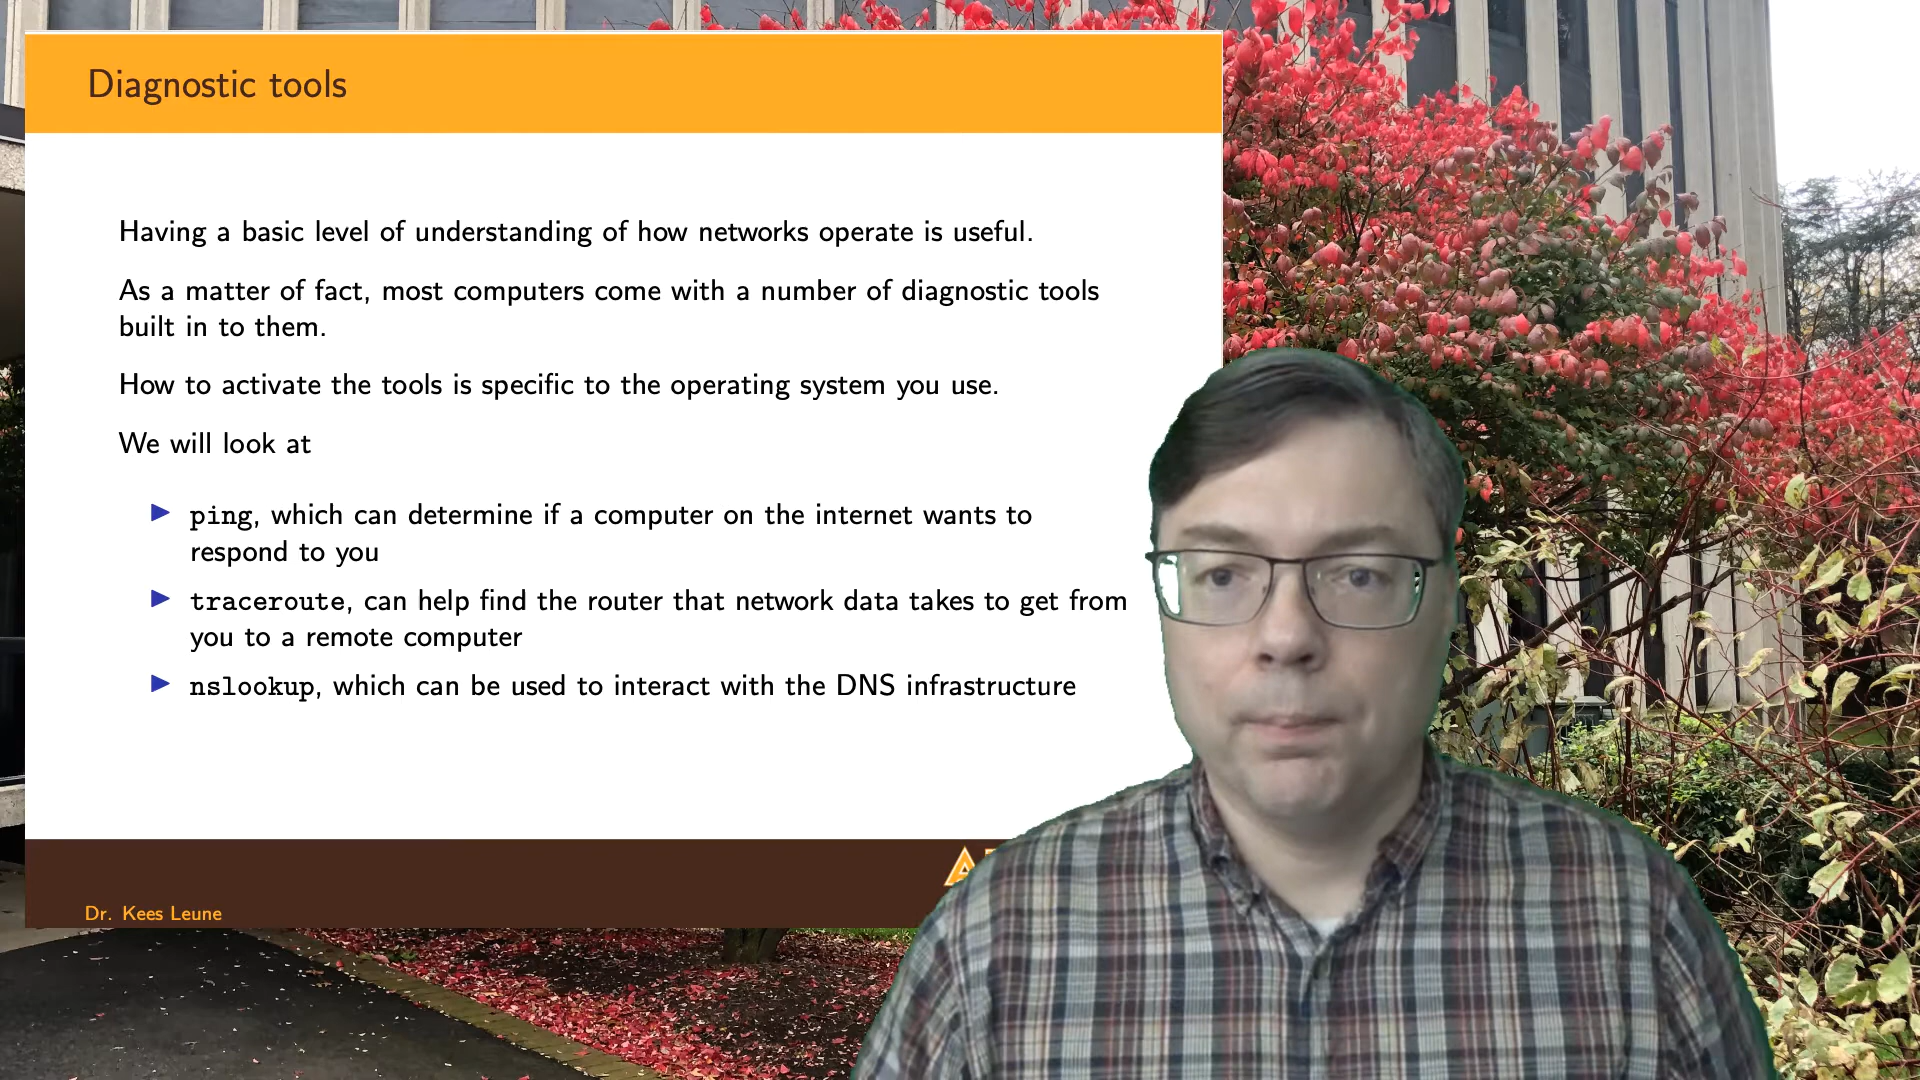 Diagnostic tools
Having a basic level of understanding of how networks operate is useful.
As a matter of fact, most computers come with a number of diagnostic tools
built in to them.
How to activate the tools is specific to the operating system you use.
We will look at
ping, which can determine if a computer on the internet wants to
respond to you
traceroute, can help find the router that network data takes to get from
you to a remote computer
nslookup, which can be used to interact with the DNS infrastructure
Dr. Kees Leune